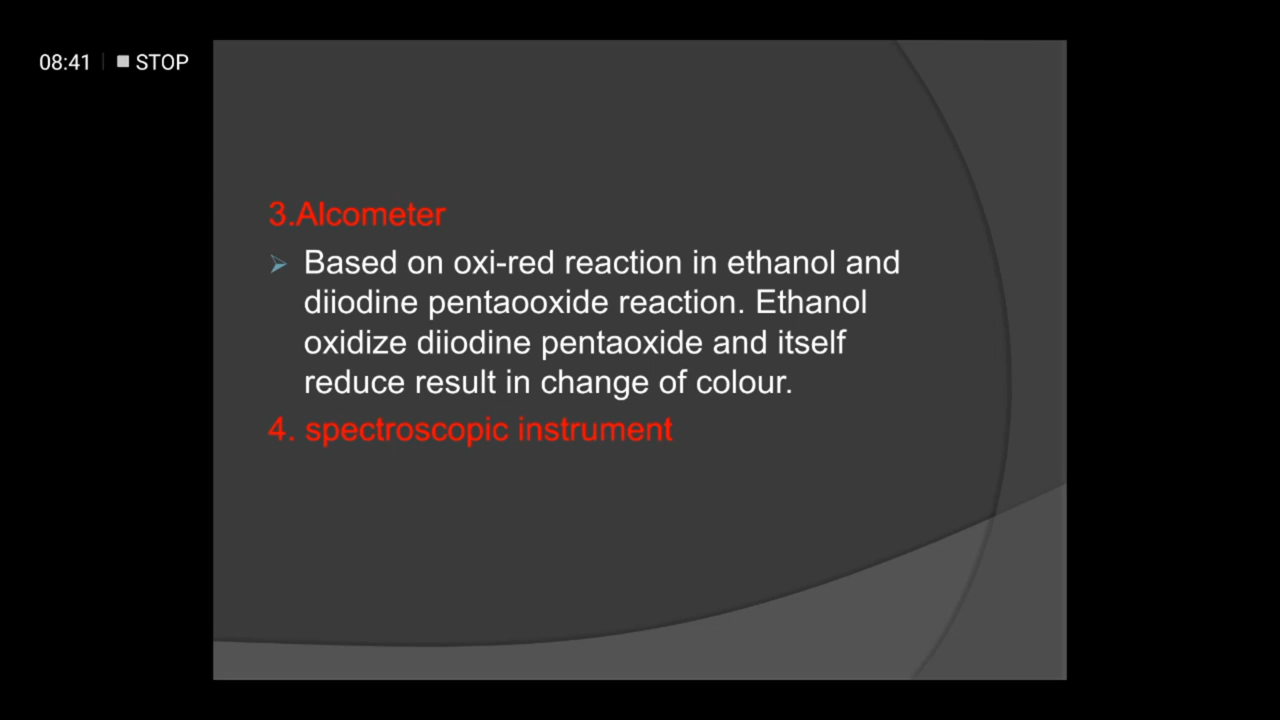 08:41 STOP
3.Alcometer
Based on oxi-red reaction in ethanol and
diiodine pentaooxide reaction. Ethanol
oxidize diiodine pentaoxide and itself
reduce result in change of colour.
4. spectroscopic instrument